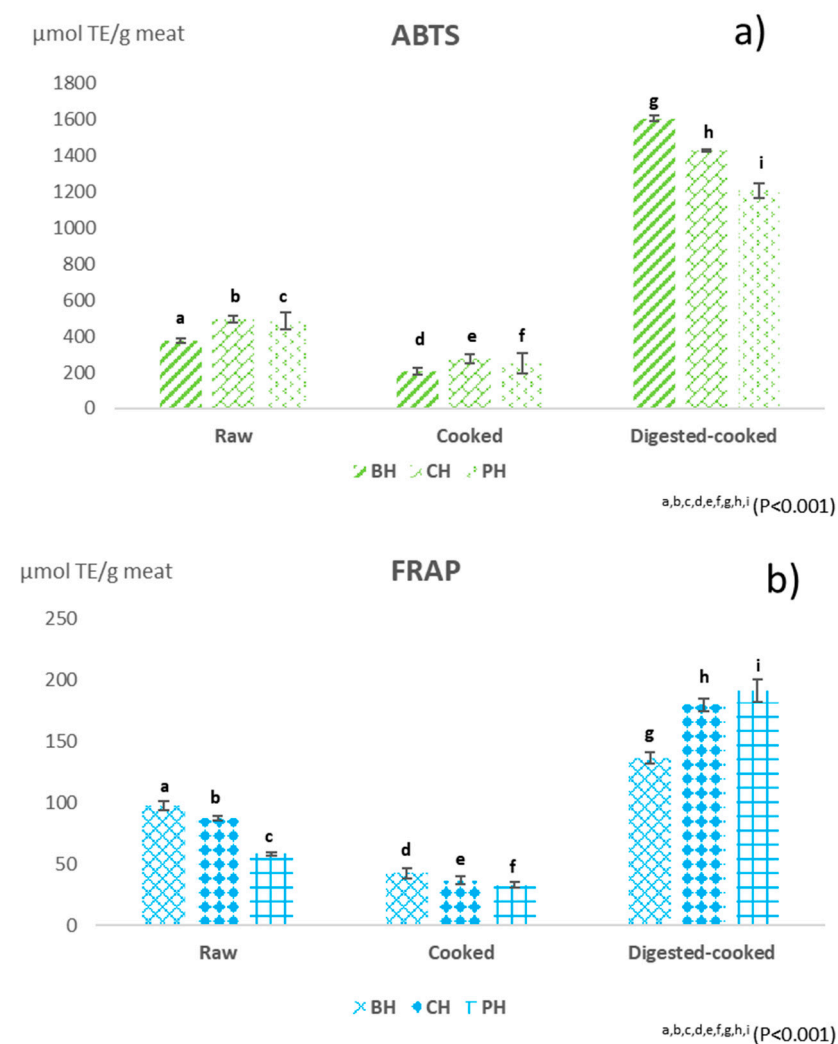 µmol TE/g meat ABTS a)
1800
1600
1400
1200
1000
800
600
400
200
0
a b c d e f g h i
Raw Cooked Digested-cooked
BH CH PH
a,b,c,d,e,f,g,h,i (P<0.001)
µmol TE/g meat FRAP b)
250
200
150
100
50
0
a b c d e f g h i
Raw Cooked Digested-cooked
BH CH PH
a,b,c,d,e,f,g,h,i (P<0.001)